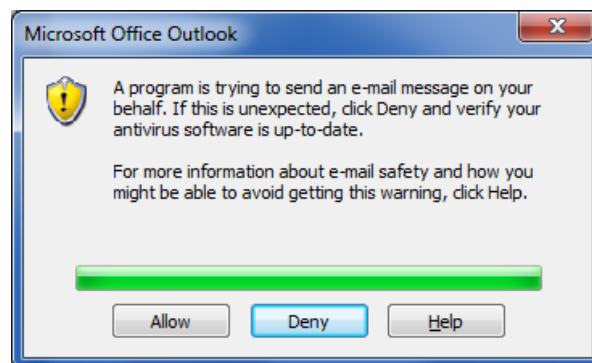 Microsoft Office Outlook
A program is trying to send an e-mail message on your
behalf. If this is unexpected, click Deny and verify your
antivirus software is up-to-date.
For more information about e-mail safety and how you
might be able to avoid getting this warning, click Help.
Allow Deny Help